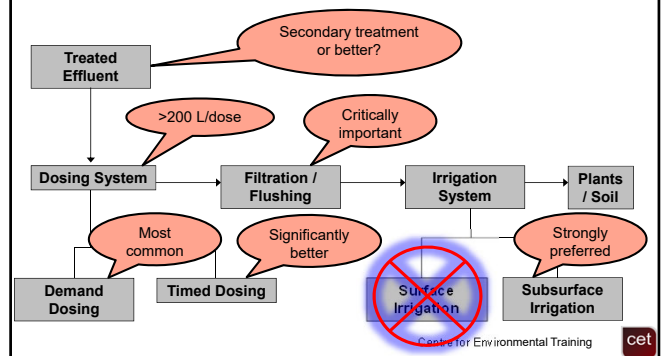 Secondary treatment
or better?
Treated
Effluent
>200 L/dose
Critically
important
Dosing System
Filtration /
Flushing
Irrigation
System
Plants
/ Soil
Most
common
Significantly
better
Strongly
preferred
Demand
Dosing
Timed Dosing
Surface
Irrigation
Subsurface
Irrigation
Centre for Environmental Training
cet